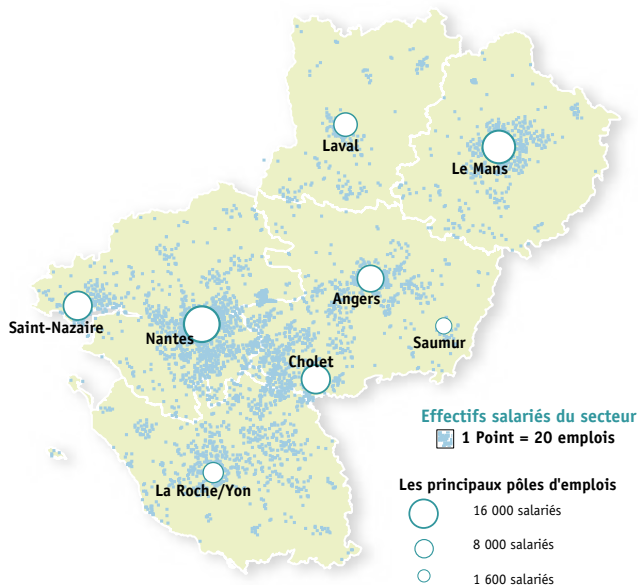 Laval
Le Mans
Angers
Saint-Nazaire
Nantes
Saumur
Cholet
La Roche/Yon
Effectifs salariés du secteur
1 Point = 20 emplois
Les principaux pôles d'emplois
16 000 salariés
8 000 salariés
1 600 salariés